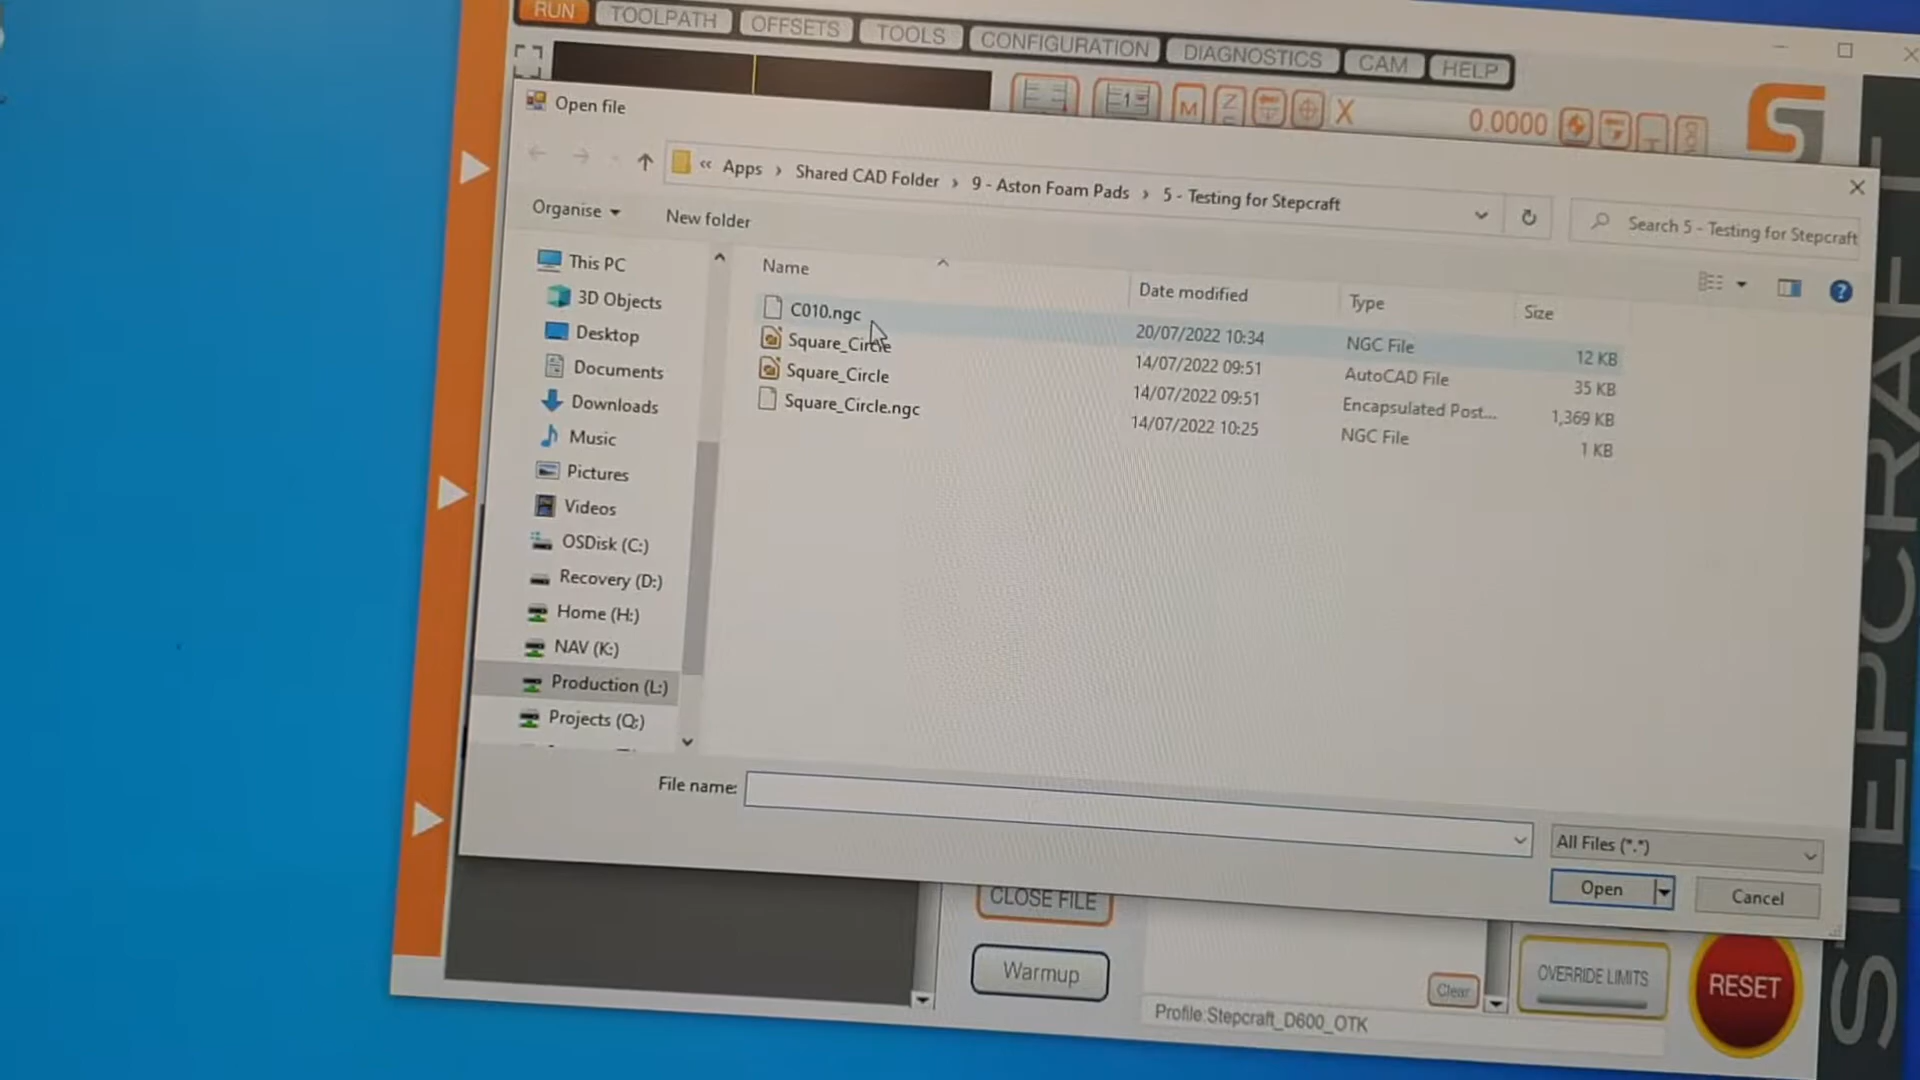 RUN TOOLPATH OFFSETS TOOLS CONFIGURATION DIAGNOSTICS CAM HELP
1 M Z X 0.0000
Open file
« Apps › Shared CAD Folder › 9 - Aston Foam Pads › 5 - Testing for Stepcraft
Search 5 - Testing for Stepcraft
Organise New folder
Name Date modified Type Size
C010.ngc 20/07/2022 10:34 NGC File 12 KB
Square_Circle 14/07/2022 09:51 AutoCAD File 35 KB
Square_Circle 14/07/2022 09:51 Encapsulated Post... 1,369 KB
Square_Circle.ngc 14/07/2022 10:25 NGC File 1 KB
This PC
3D Objects
Desktop
Documents
Downloads
Music
Pictures
Videos
OSDisk (C:)
Recovery (D:)
Home (H:)
NAV (K:)
Production (L:)
Projects (Q:)
File name:
All Files (*.*)
Open Cancel
CLOSE FILE
Warmup
Clear
OVERRIDE LIMITS
RESET
Profile:Stepcraft_D600_OTK
STEPCRAFT